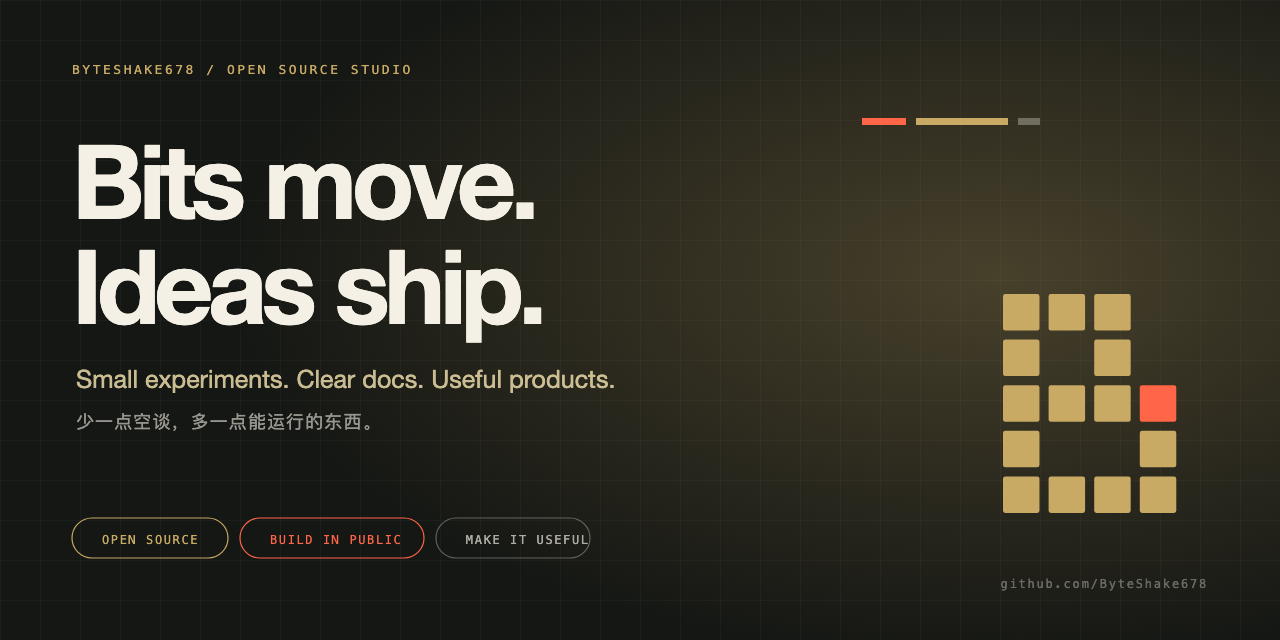 BYTESHAKE678 / OPEN SOURCE STUDIO
Bits move.
Ideas ship.
Small experiments. Clear docs. Useful products.
少一点空谈，多一点能运行的东西。
OPEN SOURCE
BUILD IN PUBLIC
MAKE IT USEFUL
github.com/ByteShake678